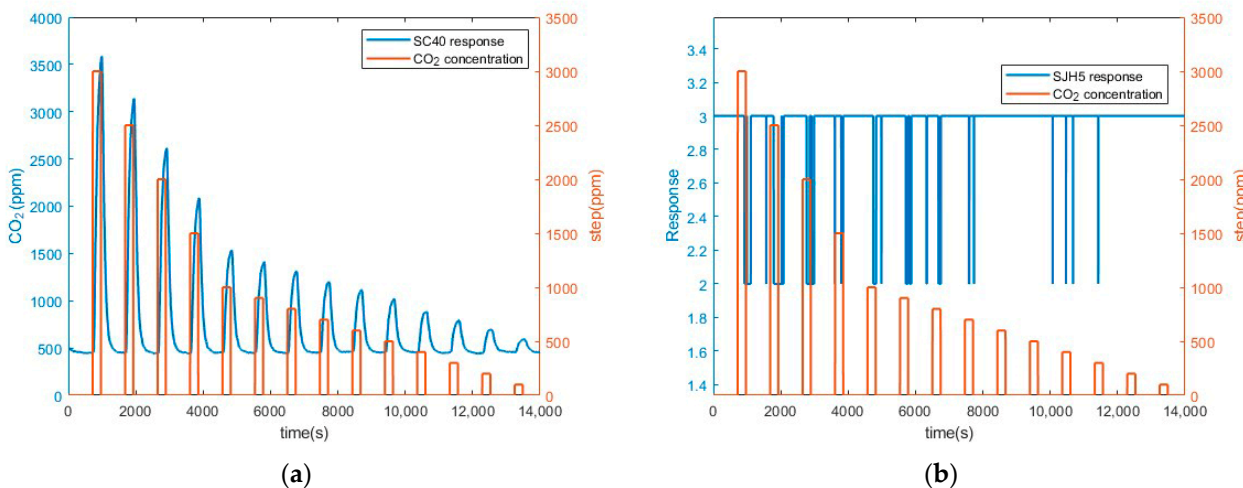 4000
3500
3000
2500
2000
1500
1000
500
0
CO2 (ppm)
SC40 response
CO2 concentration
3500
3000
2500
2000
1500
1000
500
0
step(ppm)
0 2000 4000 6000 8000 10,000 12,000 14,000
time(s)
(a)
3.4
3.2
3
2.8
2.6
2.4
2.2
2
1.8
1.6
1.4
Response
SJH5 response
CO2 concentration
3500
3000
2500
2000
1500
1000
500
0
step(ppm)
0 2000 4000 6000 8000 10,000 12,000 14,000
time(s)
(b)